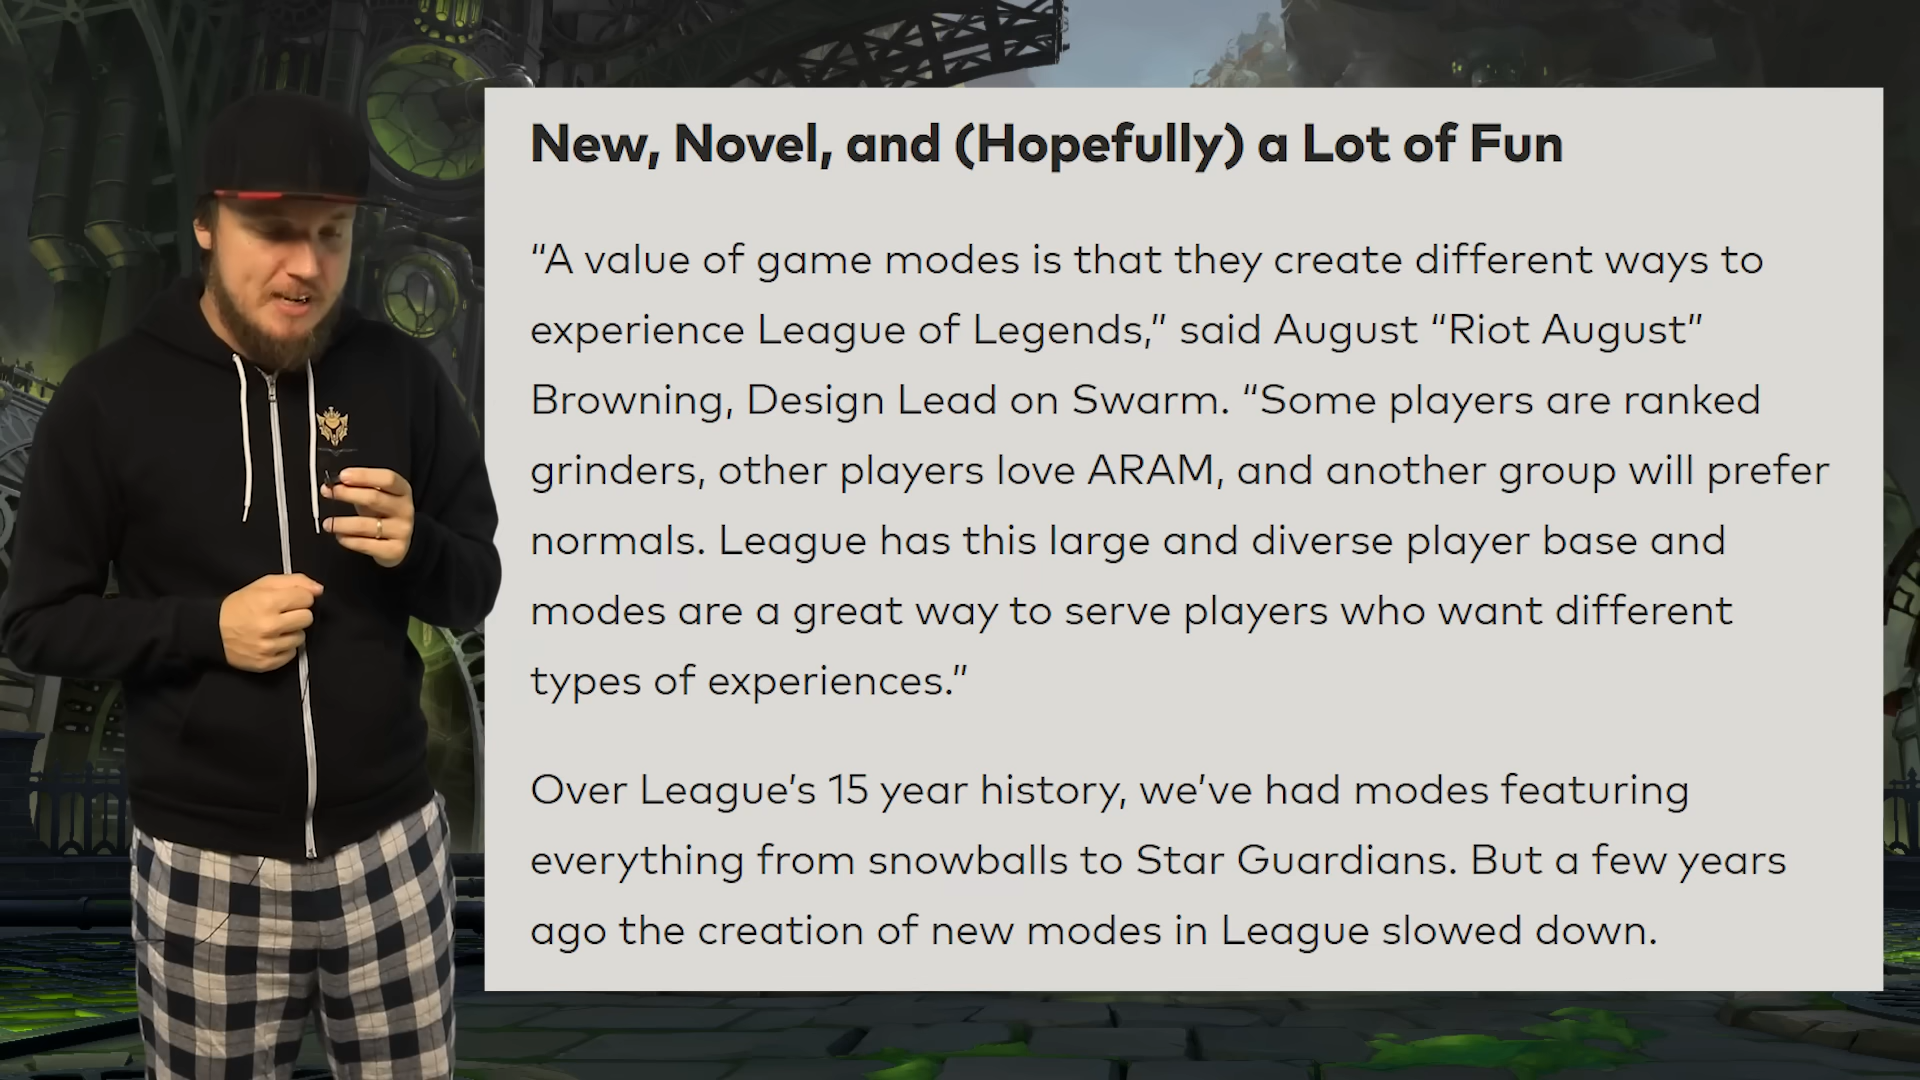 New, Novel, and (Hopefully) a Lot of Fun
“A value of game modes is that they create different ways to
experience League of Legends,” said August “Riot August”
Browning, Design Lead on Swarm. “Some players are ranked
grinders, other players love ARAM, and another group will prefer
normals. League has this large and diverse player base and
modes are a great way to serve players who want different
types of experiences.”
Over League’s 15 year history, we’ve had modes featuring
everything from snowballs to Star Guardians. But a few years
ago the creation of new modes in League slowed down.